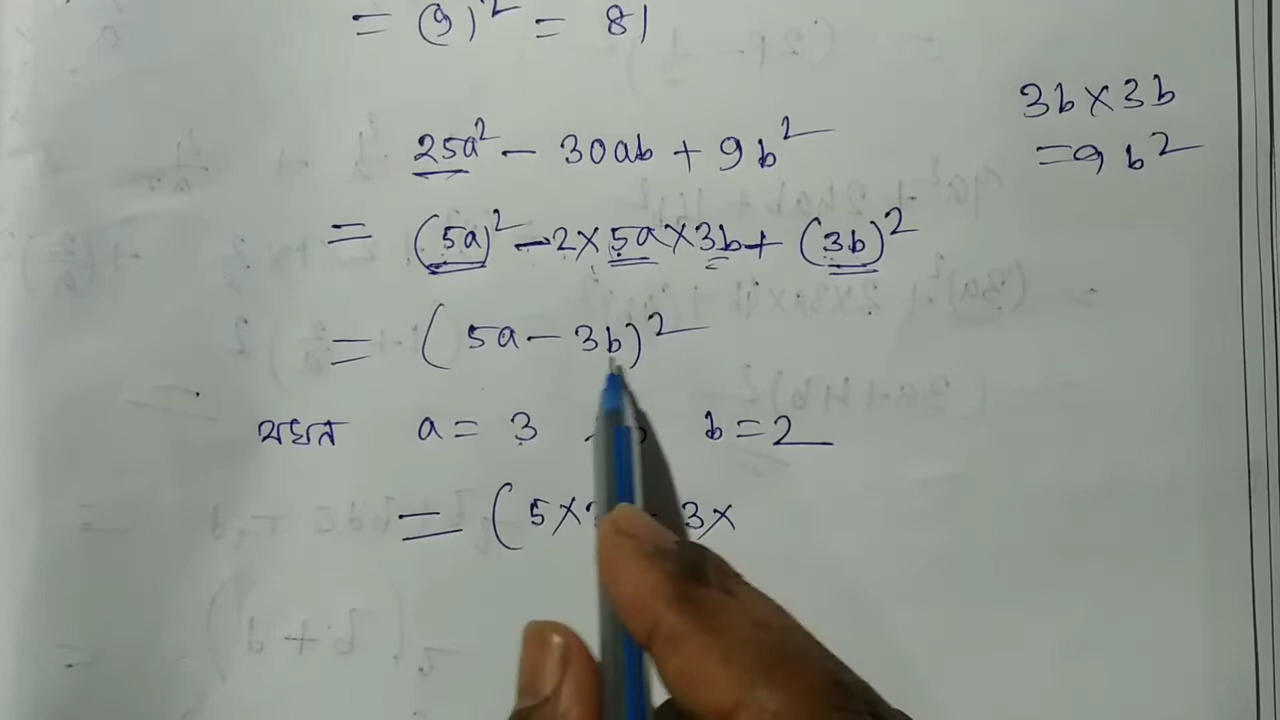 = (9)² = 81
3b×3b
25a² - 30ab + 9b²
=9b²
= (5a)² - 2×5a×3b+ (3b)²
= (5a - 3b)²
যখন a = 3 b = 2
= (5× 3×